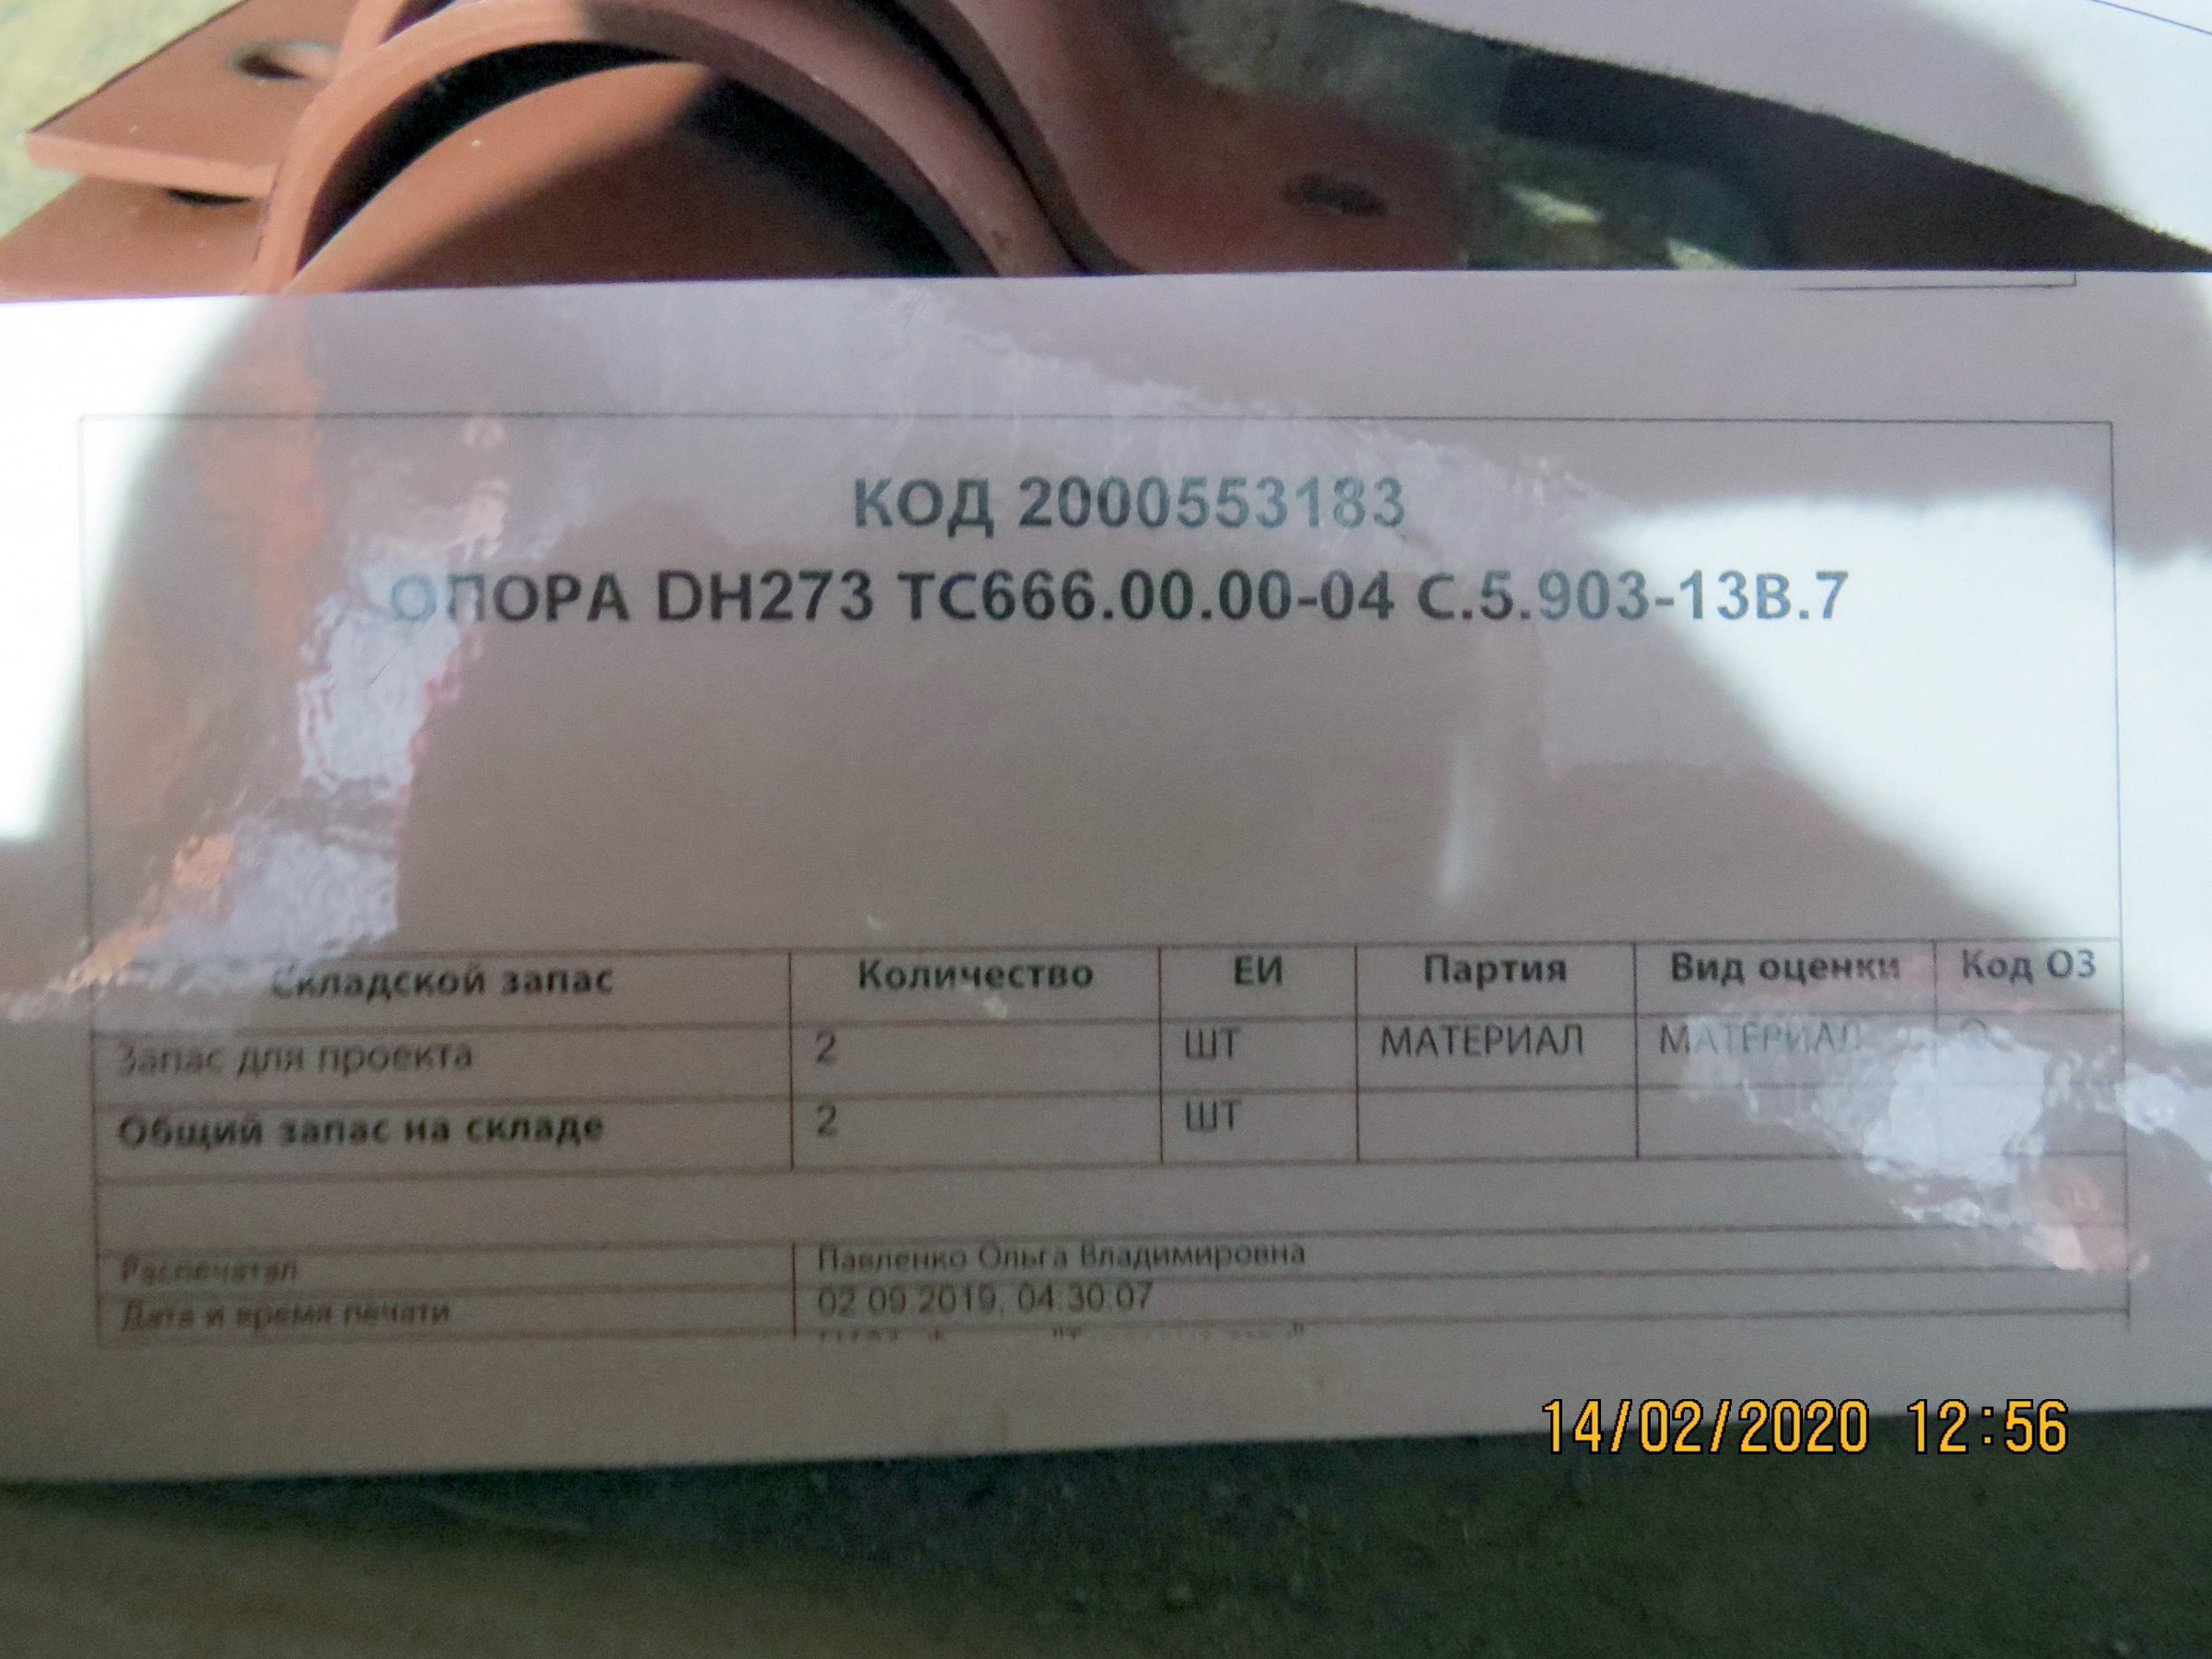 КОД 2000553183
ОПОРА DH273 ТС666.00.00-04 С.5.903-13В.7
Складской запас Количество ЕИ Партия Вид оценки Код ОЗ
Запас для проекта 2 ШТ МАТЕРИАЛ МАТЕРИАЛ
Общий запас на складе 2 ШТ
Распечатал Павленко Ольга Владимировна
Дата и время печати 02.09.2019, 04:30:07
14/02/2020 12:56